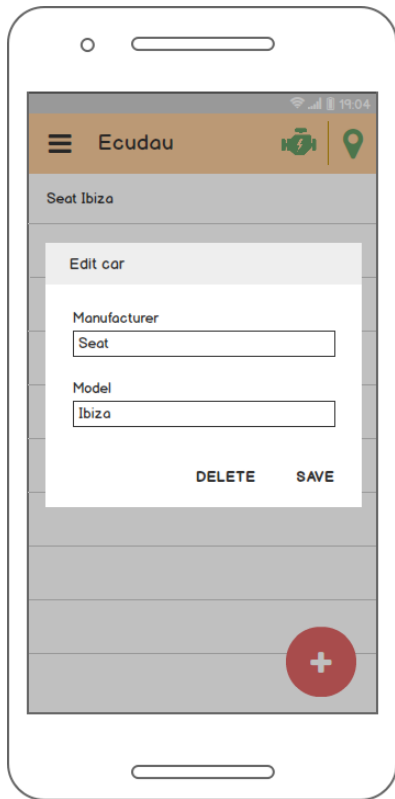 19:04
Ecudau
Seat Ibiza
Edit car
Manufacturer
Seat
Model
Ibiza
DELETE SAVE